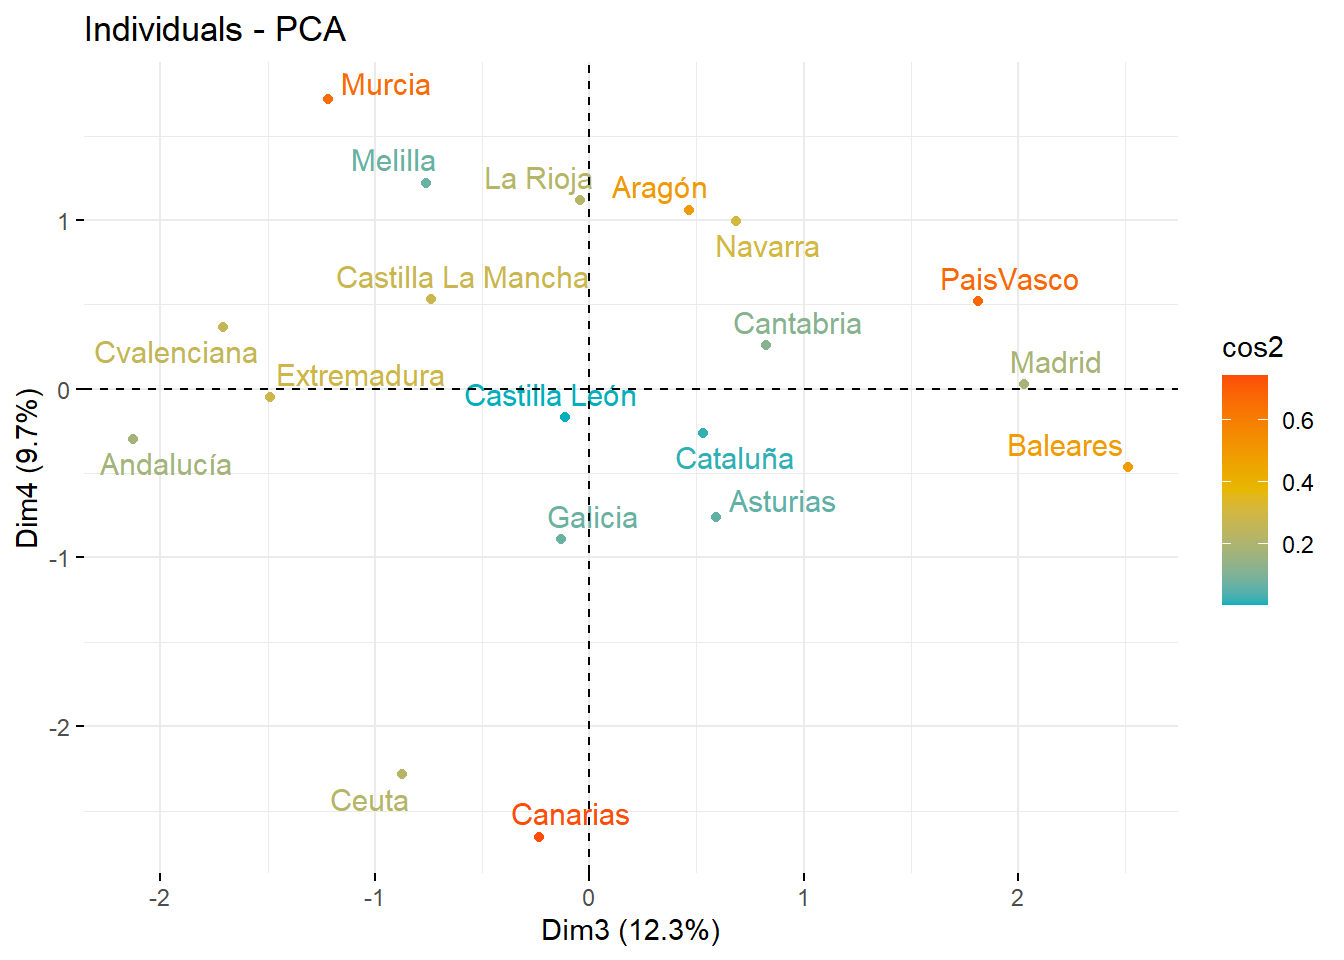 Individuals - PCA
Murcia
Melilla
La Rioja
Aragón
Navarra
Castilla La Mancha
PaisVasco
Cantabria
Cvalenciana
Madrid
Extremadura
Castilla León
Baleares
Cataluña
Andalucía
Asturias
Galicia
Ceuta
Canarias
1
0
-1
-2
Dim4 (9.7%)
-2 -1 0 1 2
Dim3 (12.3%)
cos2
0.6
0.4
0.2